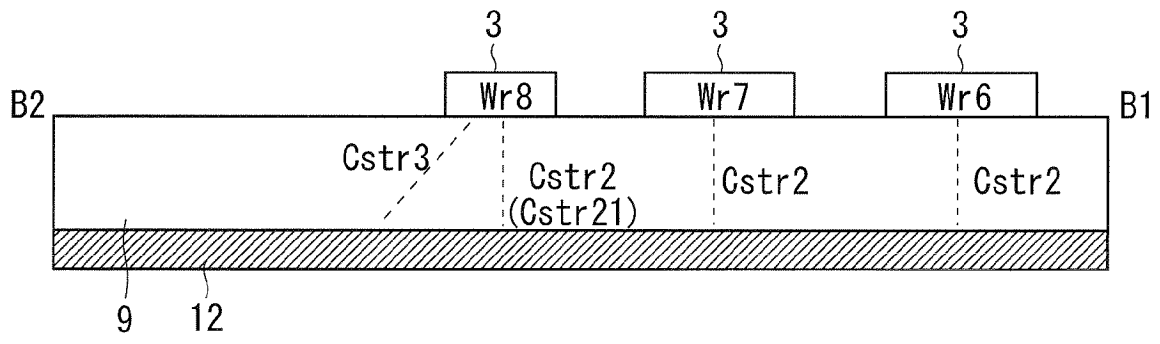 3 3 3
B2 Wr8 Wr7 Wr6 B1
Cstr3 Cstr2 Cstr2 Cstr2
(Cstr21)
9 12